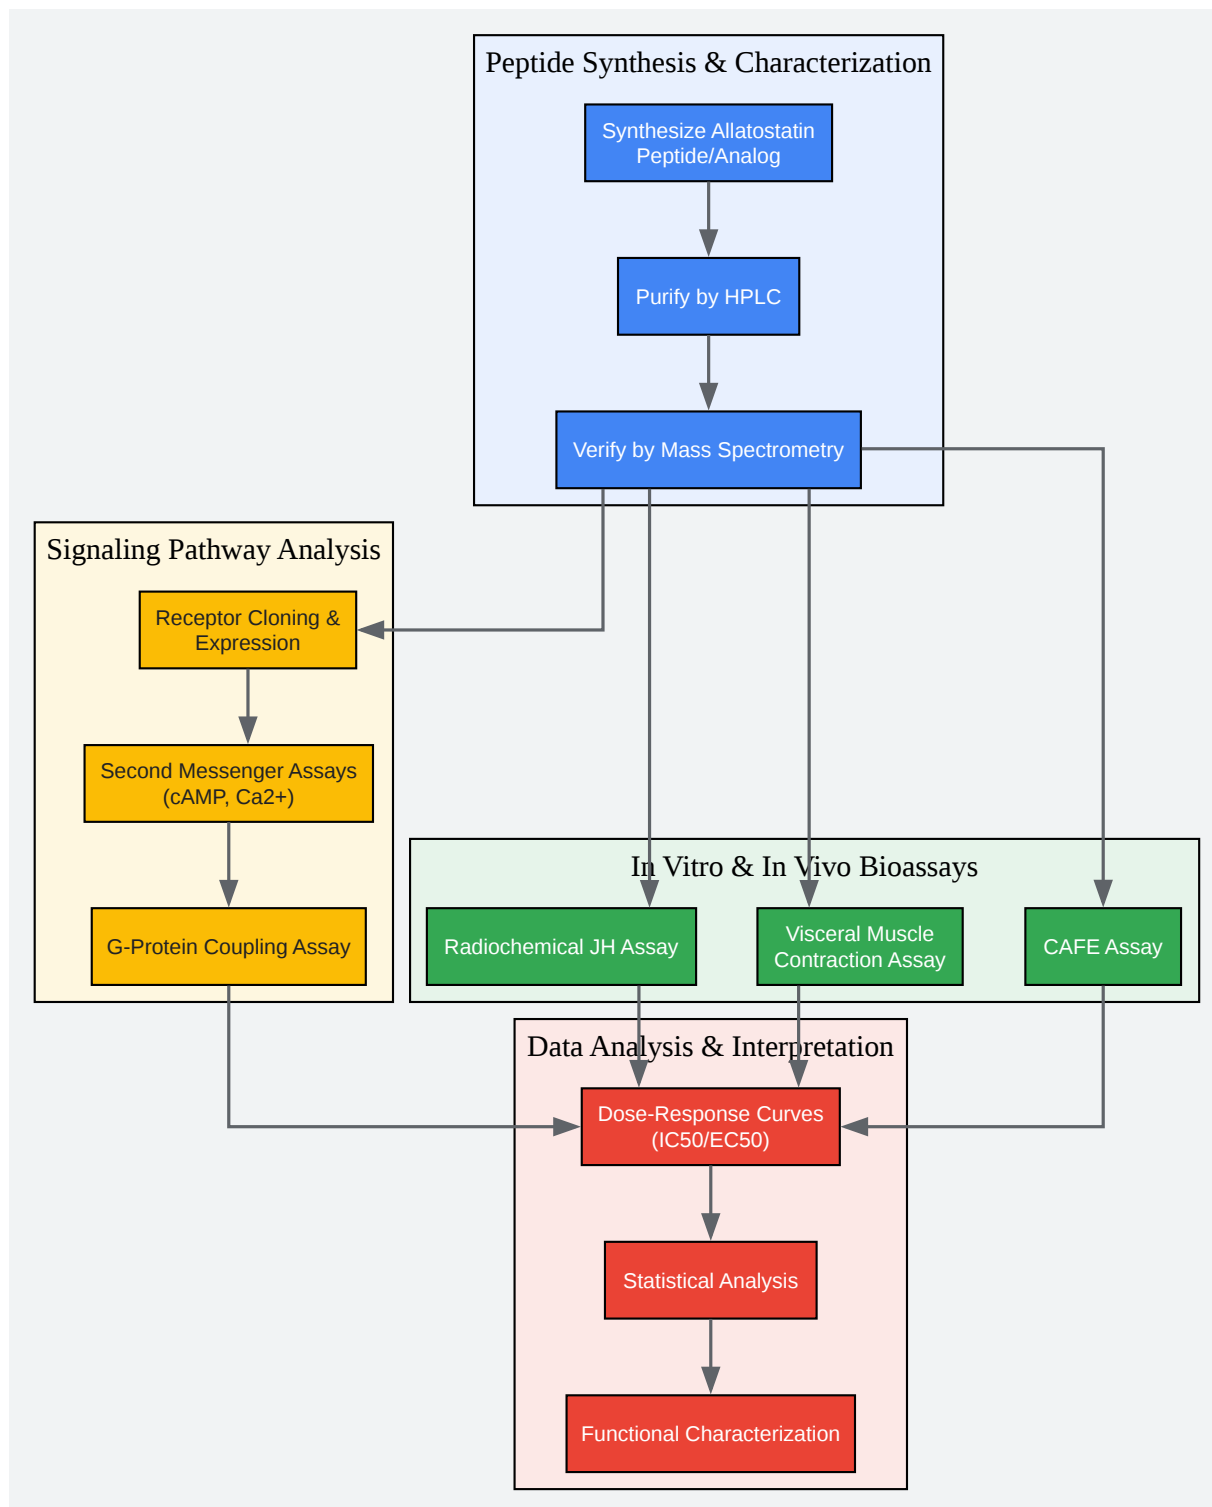 Peptide Synthesis & Characterization
Synthesize Allatostatin
Peptide/Analog
Purify by HPLC
Verify by Mass Spectrometry
Signaling Pathway Analysis
Receptor Cloning &
Expression
Second Messenger Assays
(cAMP, Ca2+)
G-Protein Coupling Assay
In Vitro & In Vivo Bioassays
Radiochemical JH Assay
Visceral Muscle
Contraction Assay
CAFE Assay
Data Analysis & Interpretation
Dose-Response Curves
(IC50/EC50)
Statistical Analysis
Functional Characterization